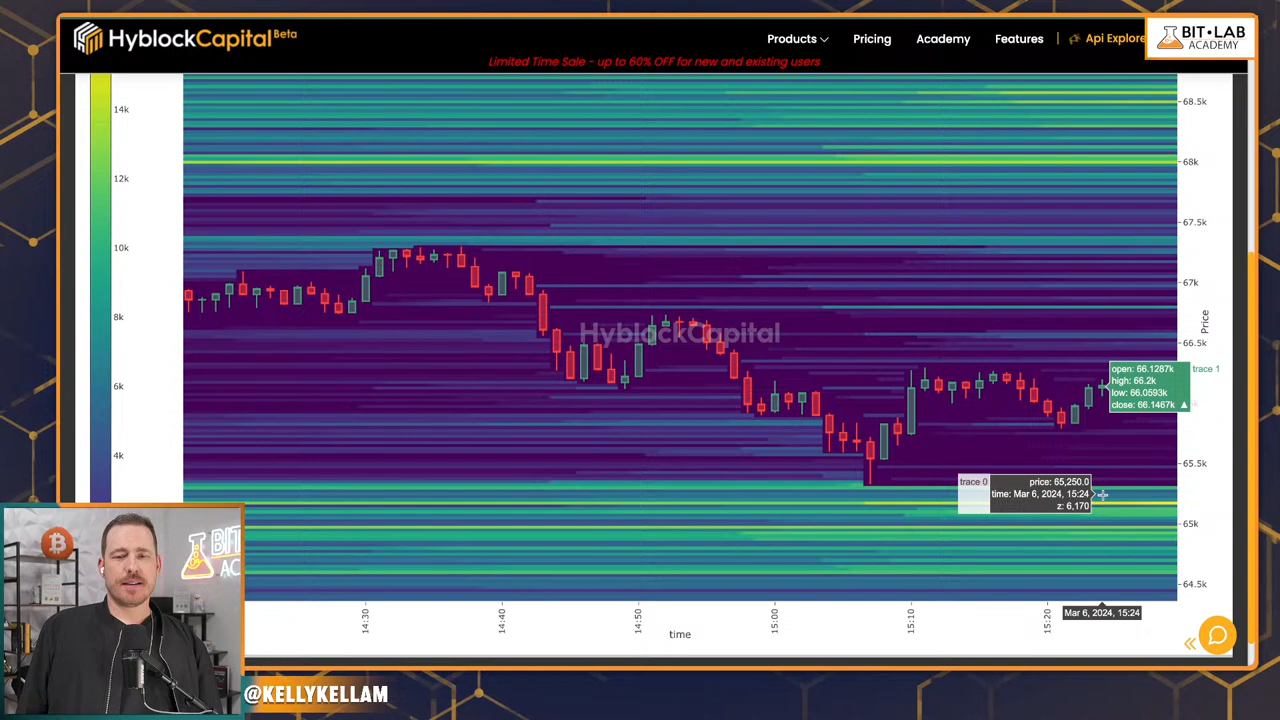 HyblockCapital Beta
Products
Pricing
Academy
Features
Api Explore
BIT•LAB
ACADEMY
Limited Time Sale - up to 60% OFF for new and existing users
14k
12k
10k
8k
6k
4k
68.5k
68k
67.5k
67k
66.5k
65.5k
65k
64.5k
Price
HyblockCapital
open: 66.1287k
high: 66.2k
low: 66.0593k
close: 66.1467k ▲
trace 1
trace 0
price: 65,250.0
time: Mar 6, 2024, 15:24
z: 6,170
14:30
14:40
14:50
15:00
15:10
15:20
Mar 6, 2024, 15:24
time
BIT
AC
@KELLYKELLAM